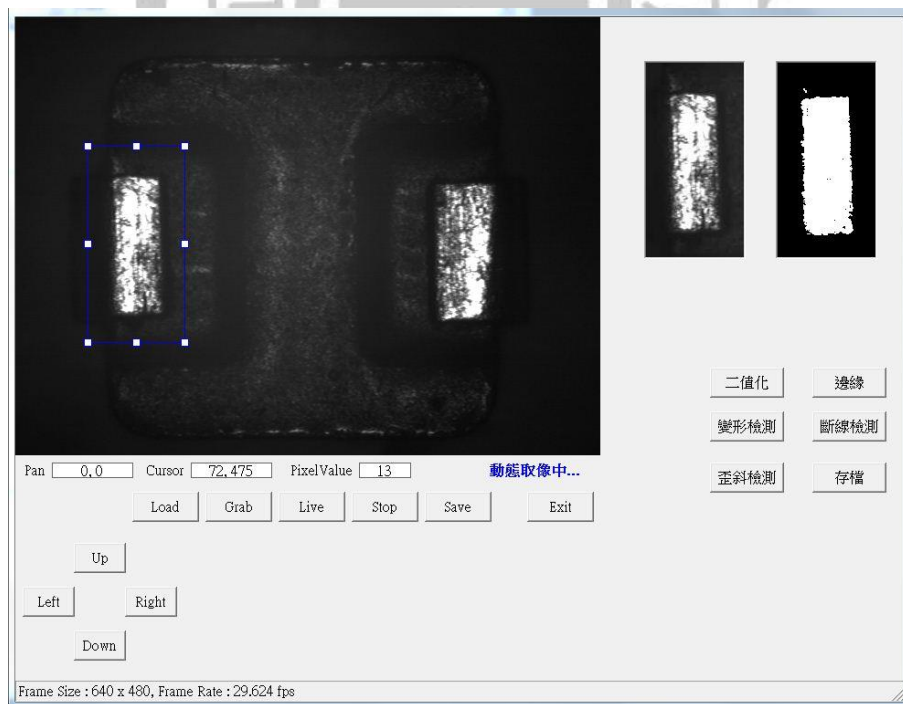 二值化 邊緣
變形檢測 斷線檢測
Pan 0,0 Cursor 72,475 PixelValue 13 動態取像中...
歪斜檢測 存檔
Load Grab Live Stop Save Exit
Up
Left Right
Down
Frame Size : 640 x 480, Frame Rate : 29.624 fps